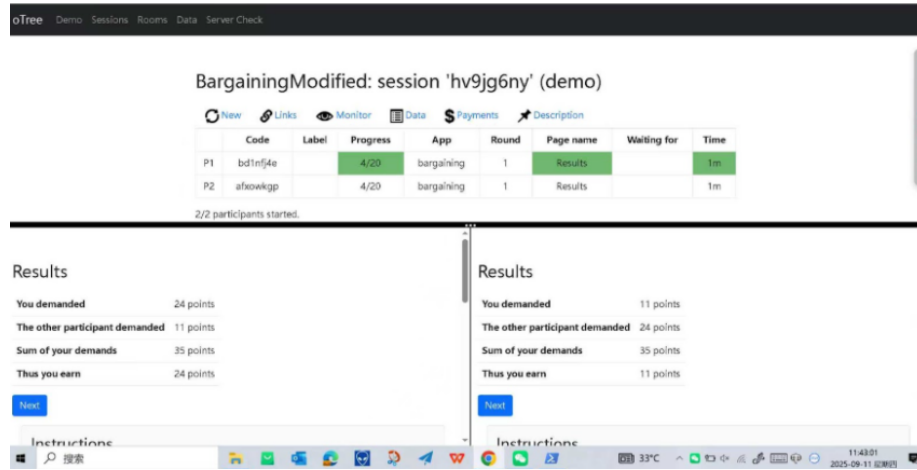 oTree Demo Sessions Rooms Data Server Check
BargainingModified: session 'hv9jg6ny' (demo)
New Links Monitor Data Payments Description
Code Label Progress App Round Page name Waiting for Time
P1 bd1nfj4e 4/20 bargaining 1 Results 1m
P2 afxowkgp 4/20 bargaining 1 Results 1m
2/2 participants started.
Results
You demanded 24 points
The other participant demanded 11 points
Sum of your demands 35 points
Thus you earn 24 points
Next
Instructions
Results
You demanded 11 points
The other participant demanded 24 points
Sum of your demands 35 points
Thus you earn 11 points
Next
Instructions
搜索
33°C
11:43:01
2025-09-11 星期四